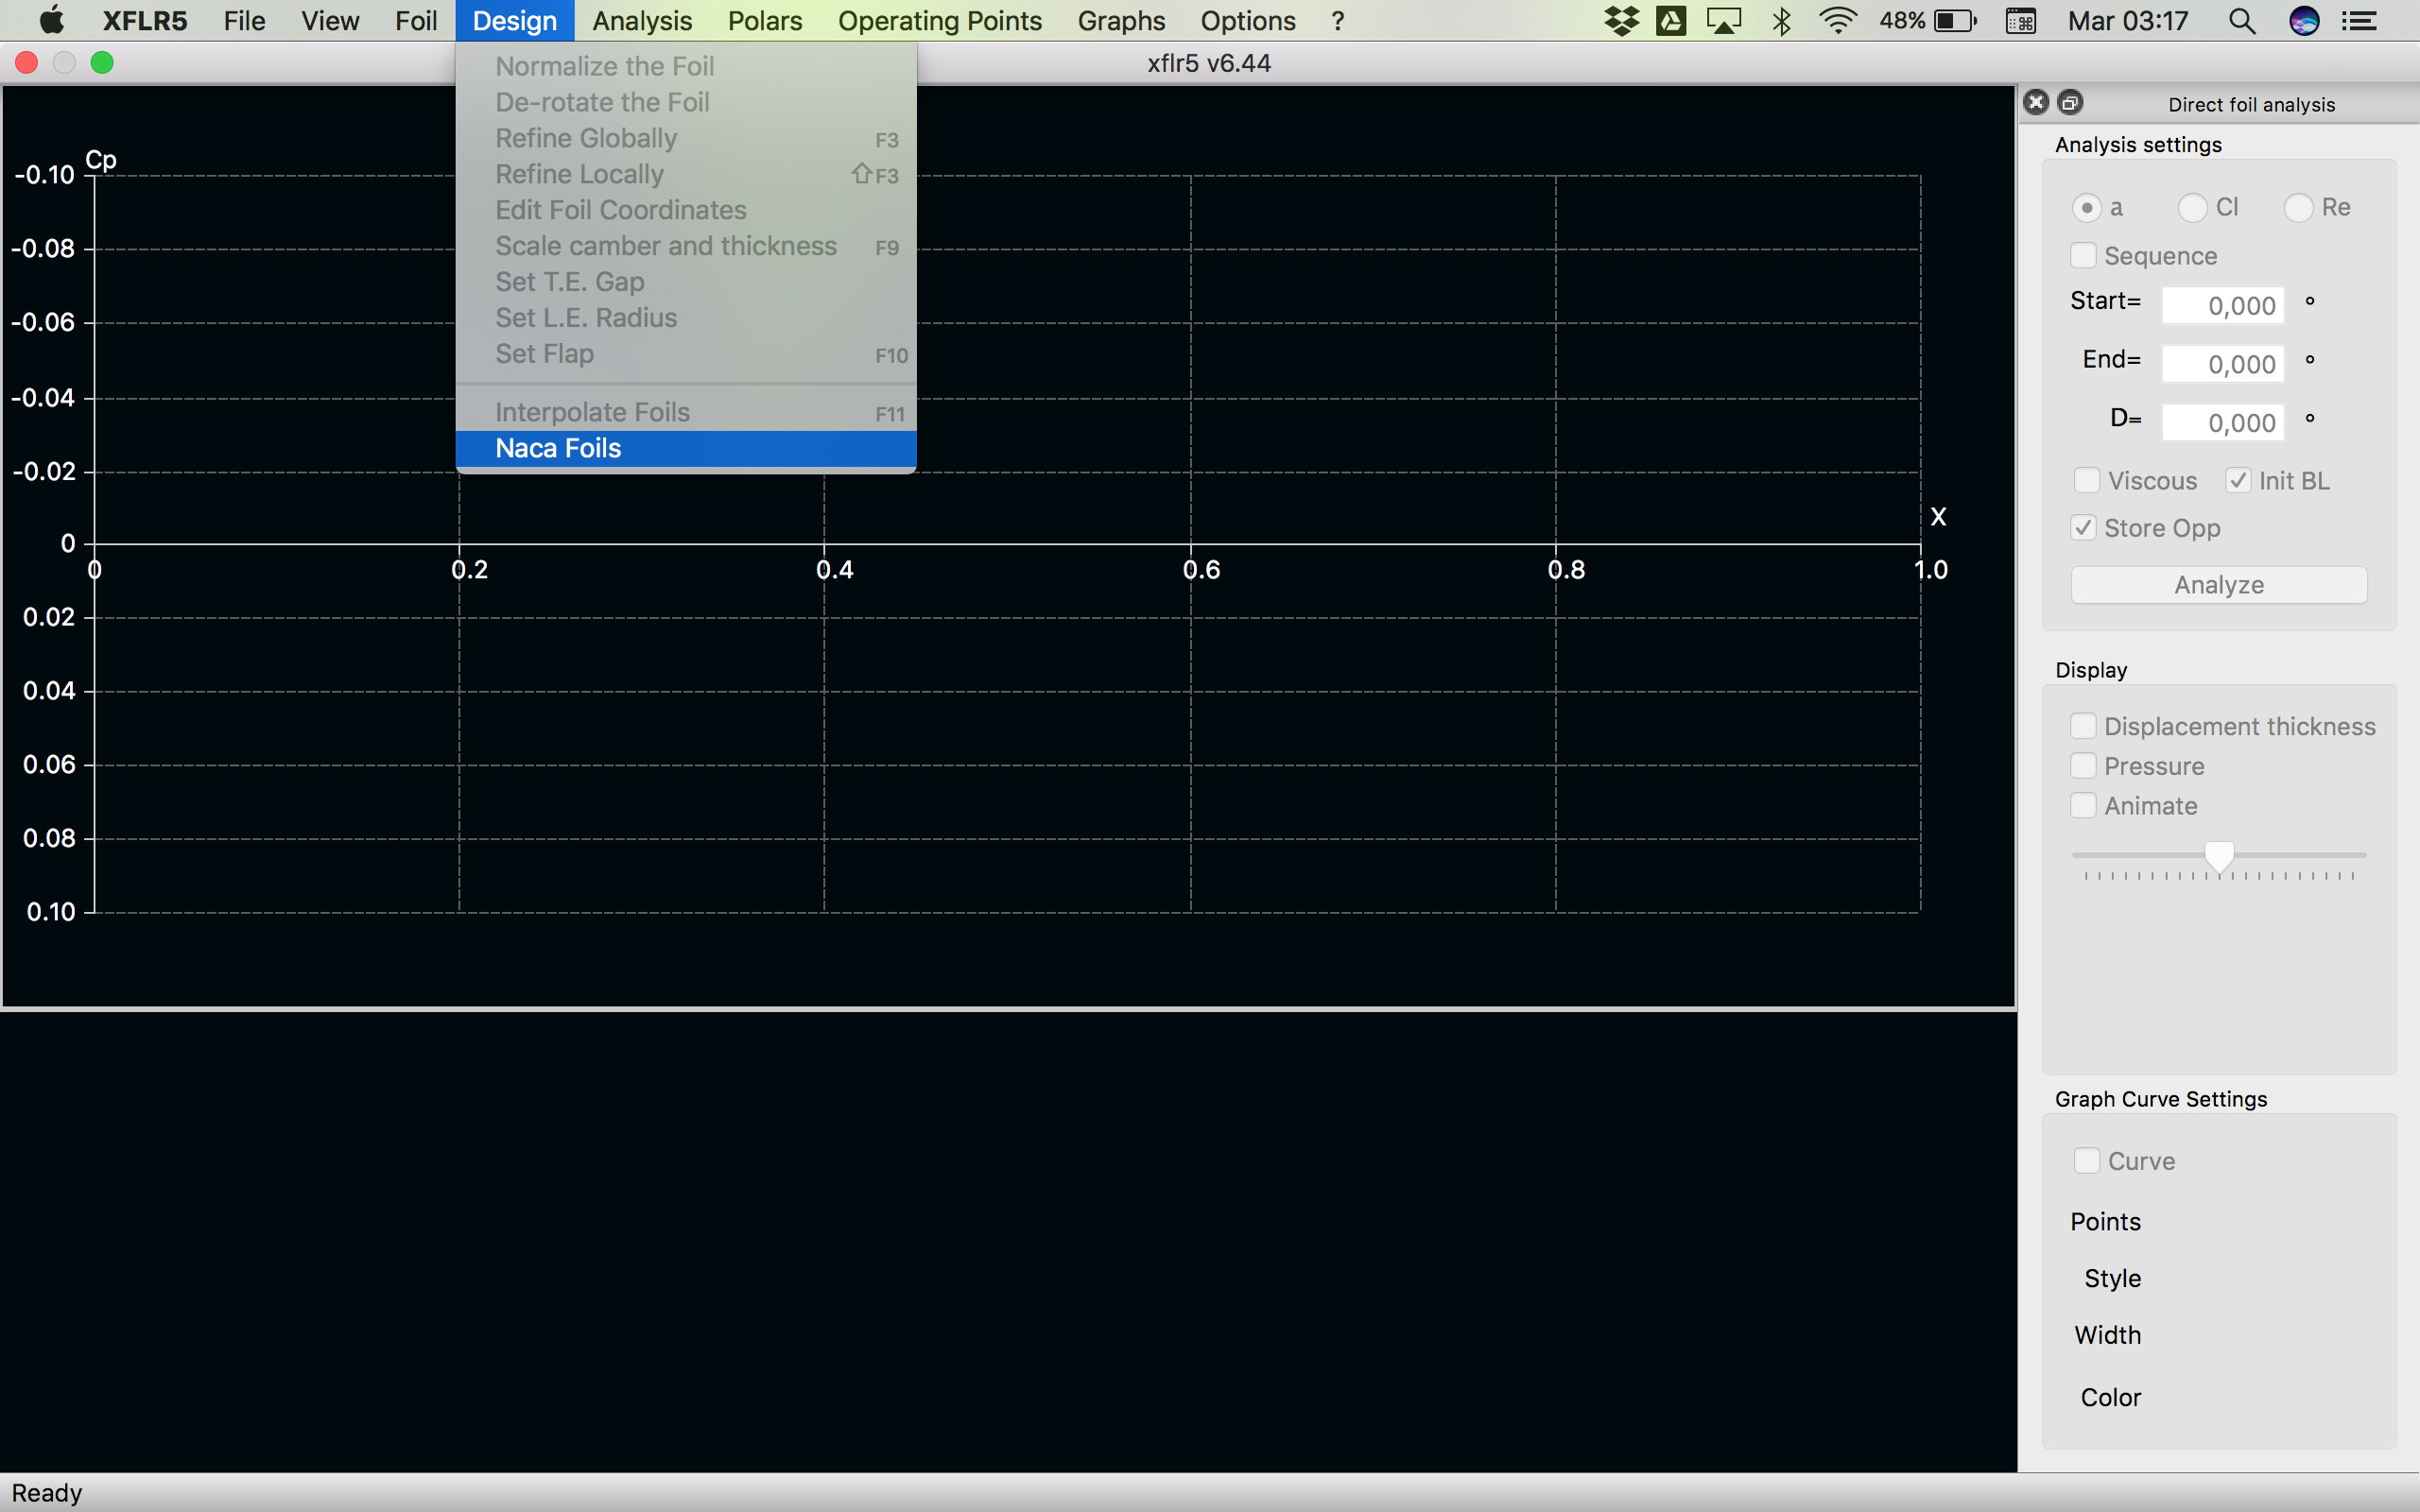 XFLR5 File View Foil Design Analysis Polars Operating Points Graphs Options ? 48% Mar 03:17
xflr5 v6.44
Normalize the Foil
De-rotate the Foil
Refine Globally F3
Refine Locally ⇧F3
Edit Foil Coordinates
Scale camber and thickness F9
Set T.E. Gap
Set L.E. Radius
Set Flap F10
Interpolate Foils F11
Naca Foils
Cp
-0.10
-0.08
-0.06
-0.04
-0.02
0
0.02
0.04
0.06
0.08
0.10
X
0 0.2 0.4 0.6 0.8 1.0
Direct foil analysis
Analysis settings
a Cl Re
Sequence
Start= 0,000 °
End= 0,000 °
D= 0,000 °
Viscous Init BL
Store Opp
Analyze
Display
Displacement thickness
Pressure
Animate
Graph Curve Settings
Curve
Points
Style
Width
Color
Ready